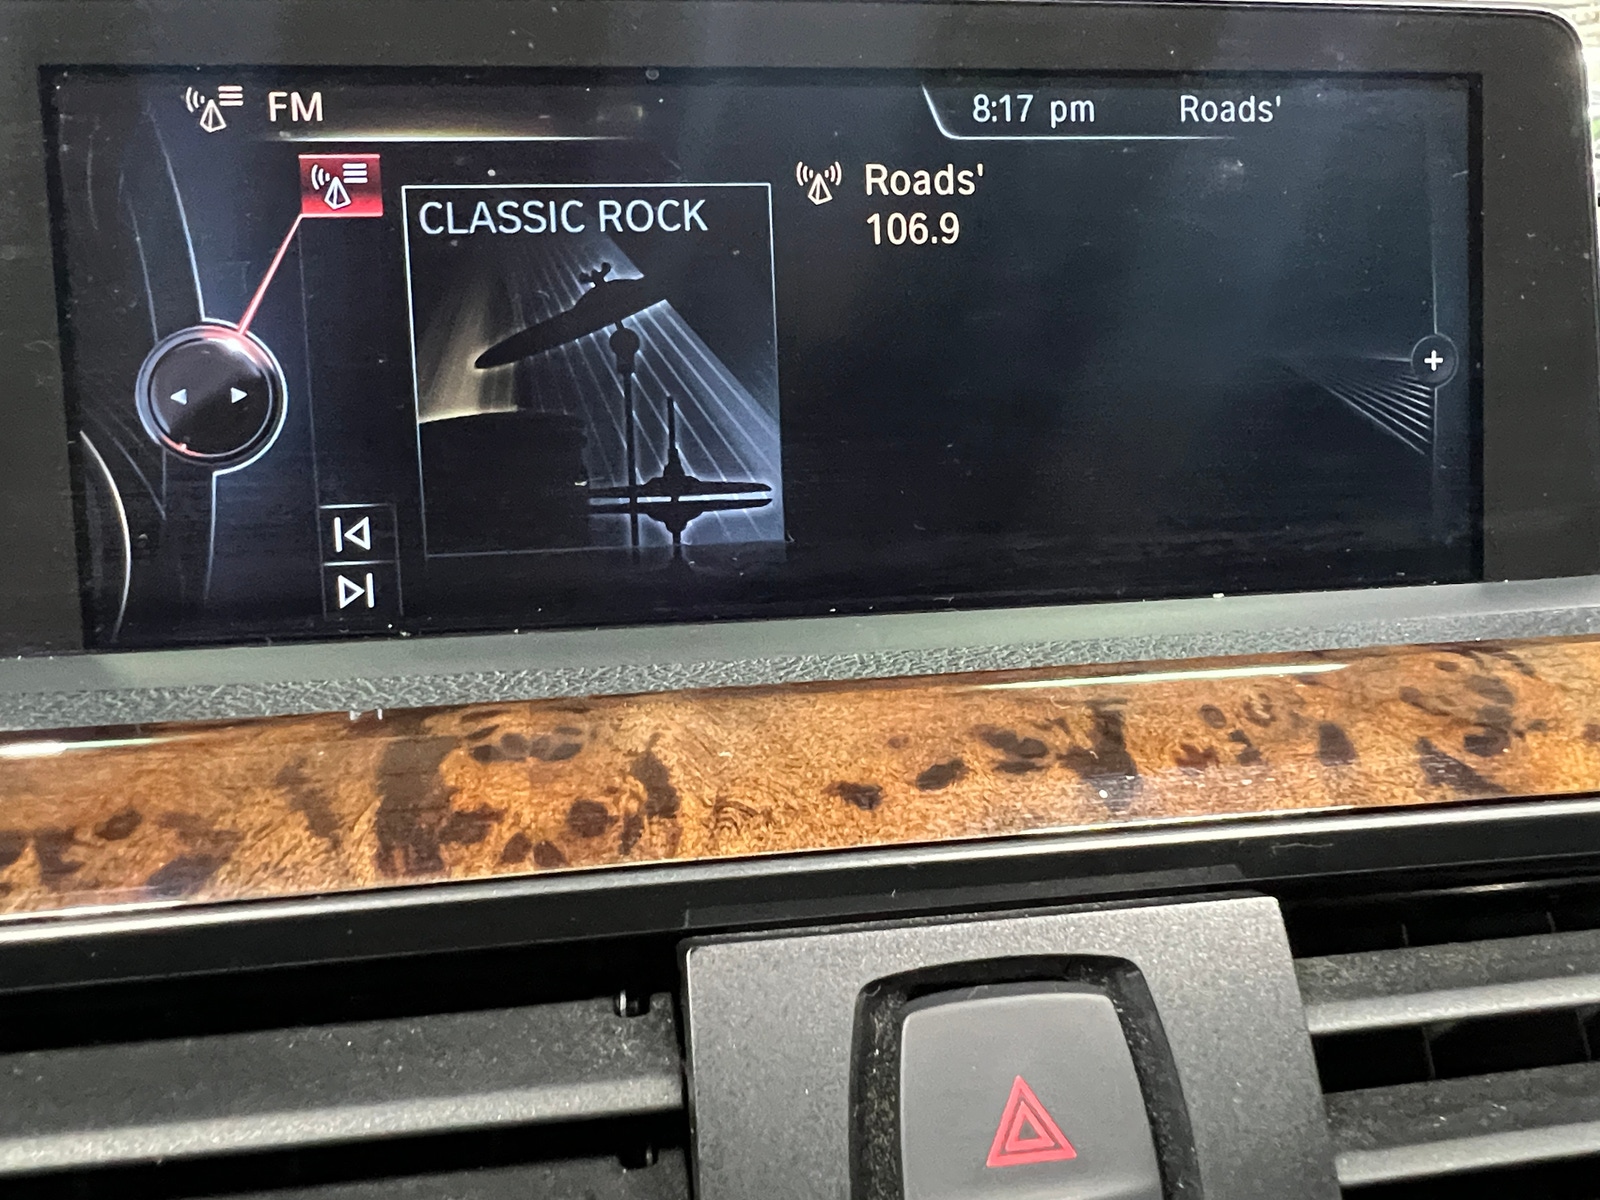 FM
8:17 pm Roads'
CLASSIC ROCK
Roads'
106.9